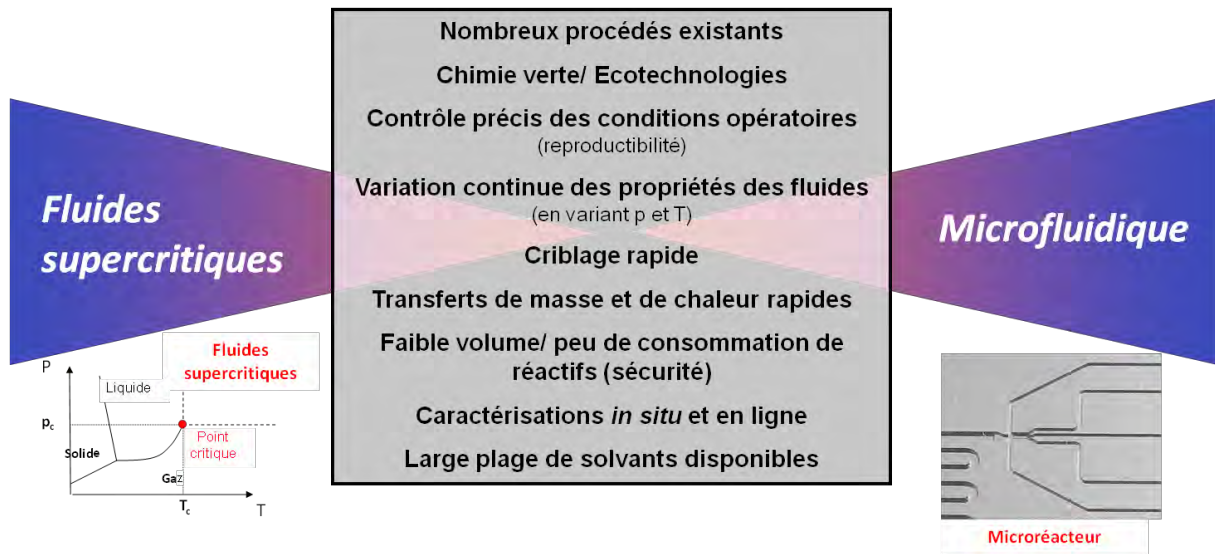 Nombreux procédés existants
Chimie verte/ Ecotechnologies
Contrôle précis des conditions opératoires
(reproductibilité)
Variation continue des propriétés des fluides
(en variant p et T)
Criblage rapide
Transferts de masse et de chaleur rapides
Faible volume/ peu de consommation de
réactifs (sécurité)
Caractérisations in situ et en ligne
Large plage de solvants disponibles
Fluides
supercritiques
Microfluidique
P
Fluides
supercritiques
Liquide
pc
Solide
Point
critique
Gaz
Tc
T
Microréacteur